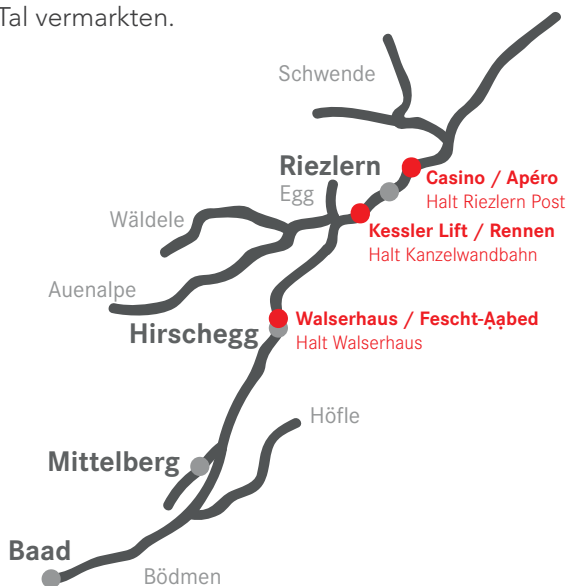 Tal vermarkten.
Schwende
Riezlern
Egg
Casino / Apéro
Halt Riezlern Post
Wäldele
Kessler Lift / Rennen
Halt Kanzelwandbahn
Auenalpe
Walserhaus / Fescht-Ạạbed
Hirschegg
Halt Walserhaus
Höfle
Mittelberg
Baad
Bödmen